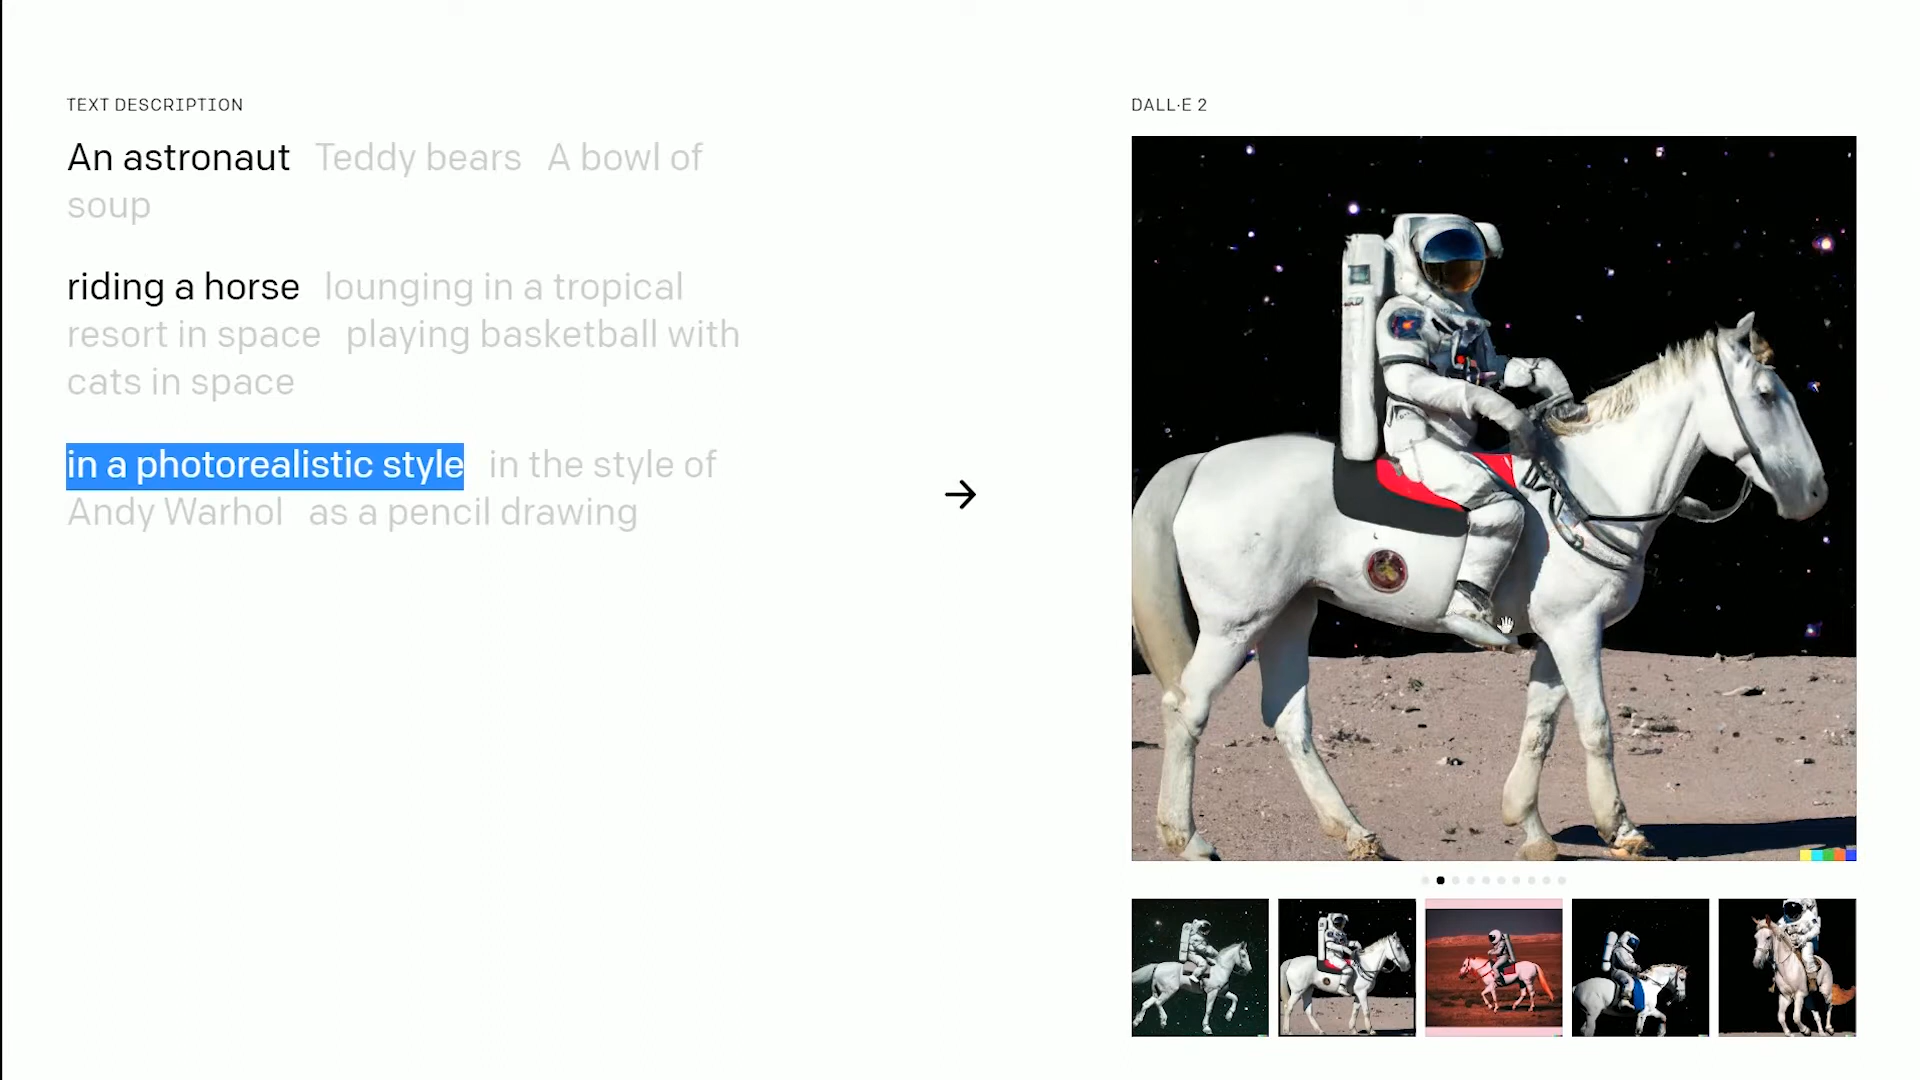 TEXT DESCRIPTION
An astronaut Teddy bears A bowl of
soup
riding a horse lounging in a tropical
resort in space playing basketball with
cats in space
in a photorealistic style in the style of
Andy Warhol as a pencil drawing
DALL·E 2